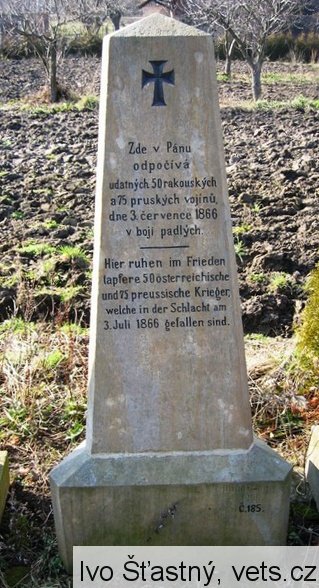 Zde v Pánu
odpočívá
udatných 50 rakouských
a 75 pruských vojínů,
dne 3. července 1866
v boji padlých.
Hier ruhen im Frieden
tapfere 50 österreichische
und 75 preussische Krieger,
welche in der Schlacht am
3. Juli 1866 gefallen sind.
Č.185.
Ivo Šťastný, vets.cz